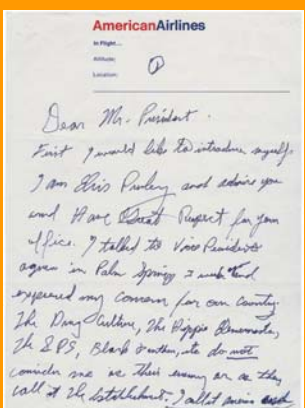 AmericanAirlines
In Flight...
Altitude;
Location;
Dear Mr. President.
First I would like to introduce myself.
I am Elvis Presley and admire you
and Have Great Respect for your
office. I talked to Vice President
Agnew in Palm Springs 3 weeks and
expressed my concern for our country.
The Drug Culture, The Hippie Elements,
The SDS, Black Panthers, etc do not
consider me as their enemy or as they
call it The Establishment. I call it